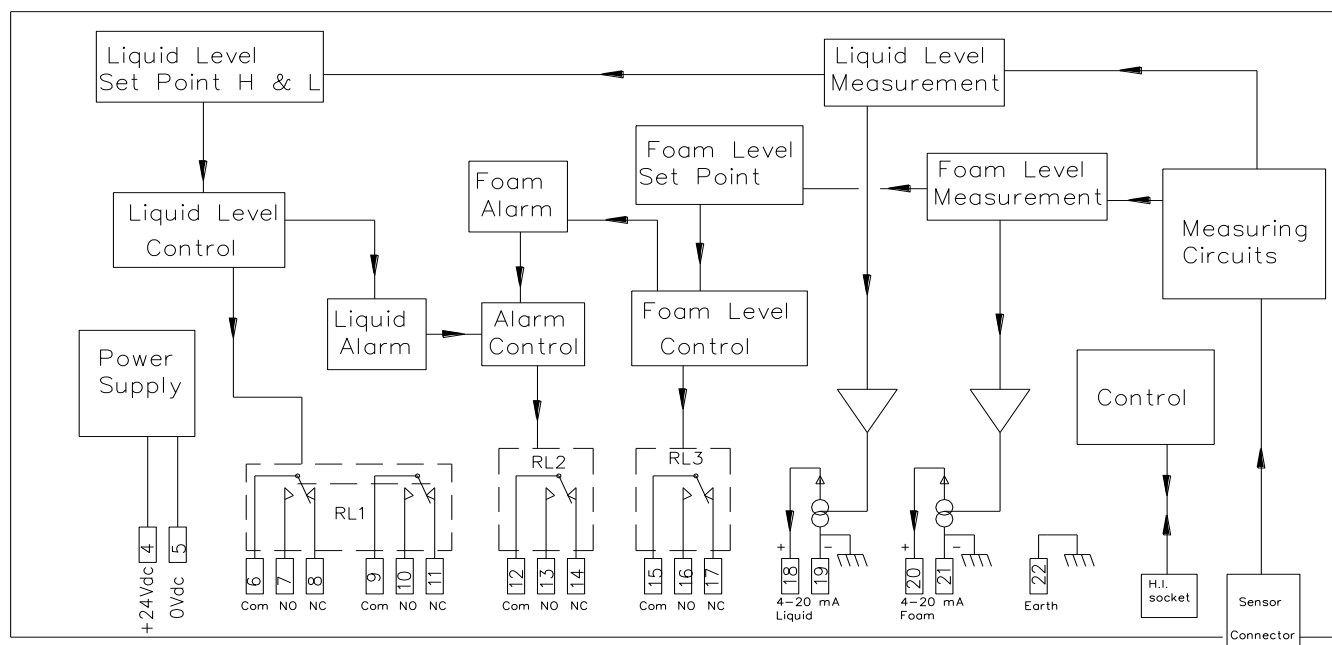 Liquid Level
Set Point H & L
Liquid Level
Measurement
Foam Level
Set Point
Foam Level
Measurement
Foam
Alarm
Liquid Level
Control
Measuring
Circuits
Liquid
Alarm
Alarm
Control
Foam Level
Control
Power
Supply
Control
RL1
RL2
RL3
+24Vdc 4
0Vdc 5
6 7 8 9 10 11 12 13 14 15 16 17
Com NO NC Com NO NC Com NO NC Com NO NC
+ −
18 19
4−20 mA
Liquid
+ −
20 21
4−20 mA
Foam
22
Earth
H.I.
socket
Sensor
Connector